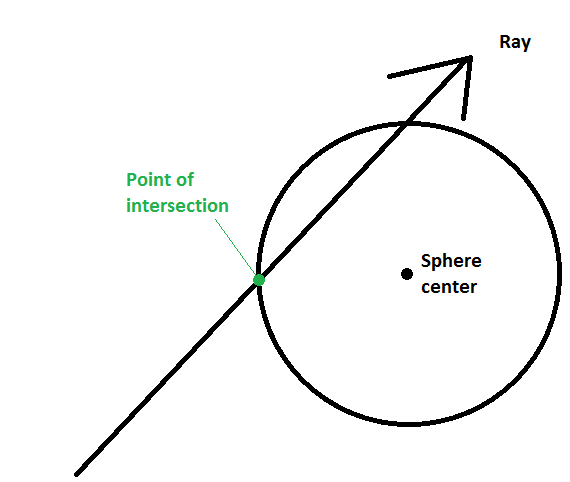 Ray
Point of
intersection
Sphere
center